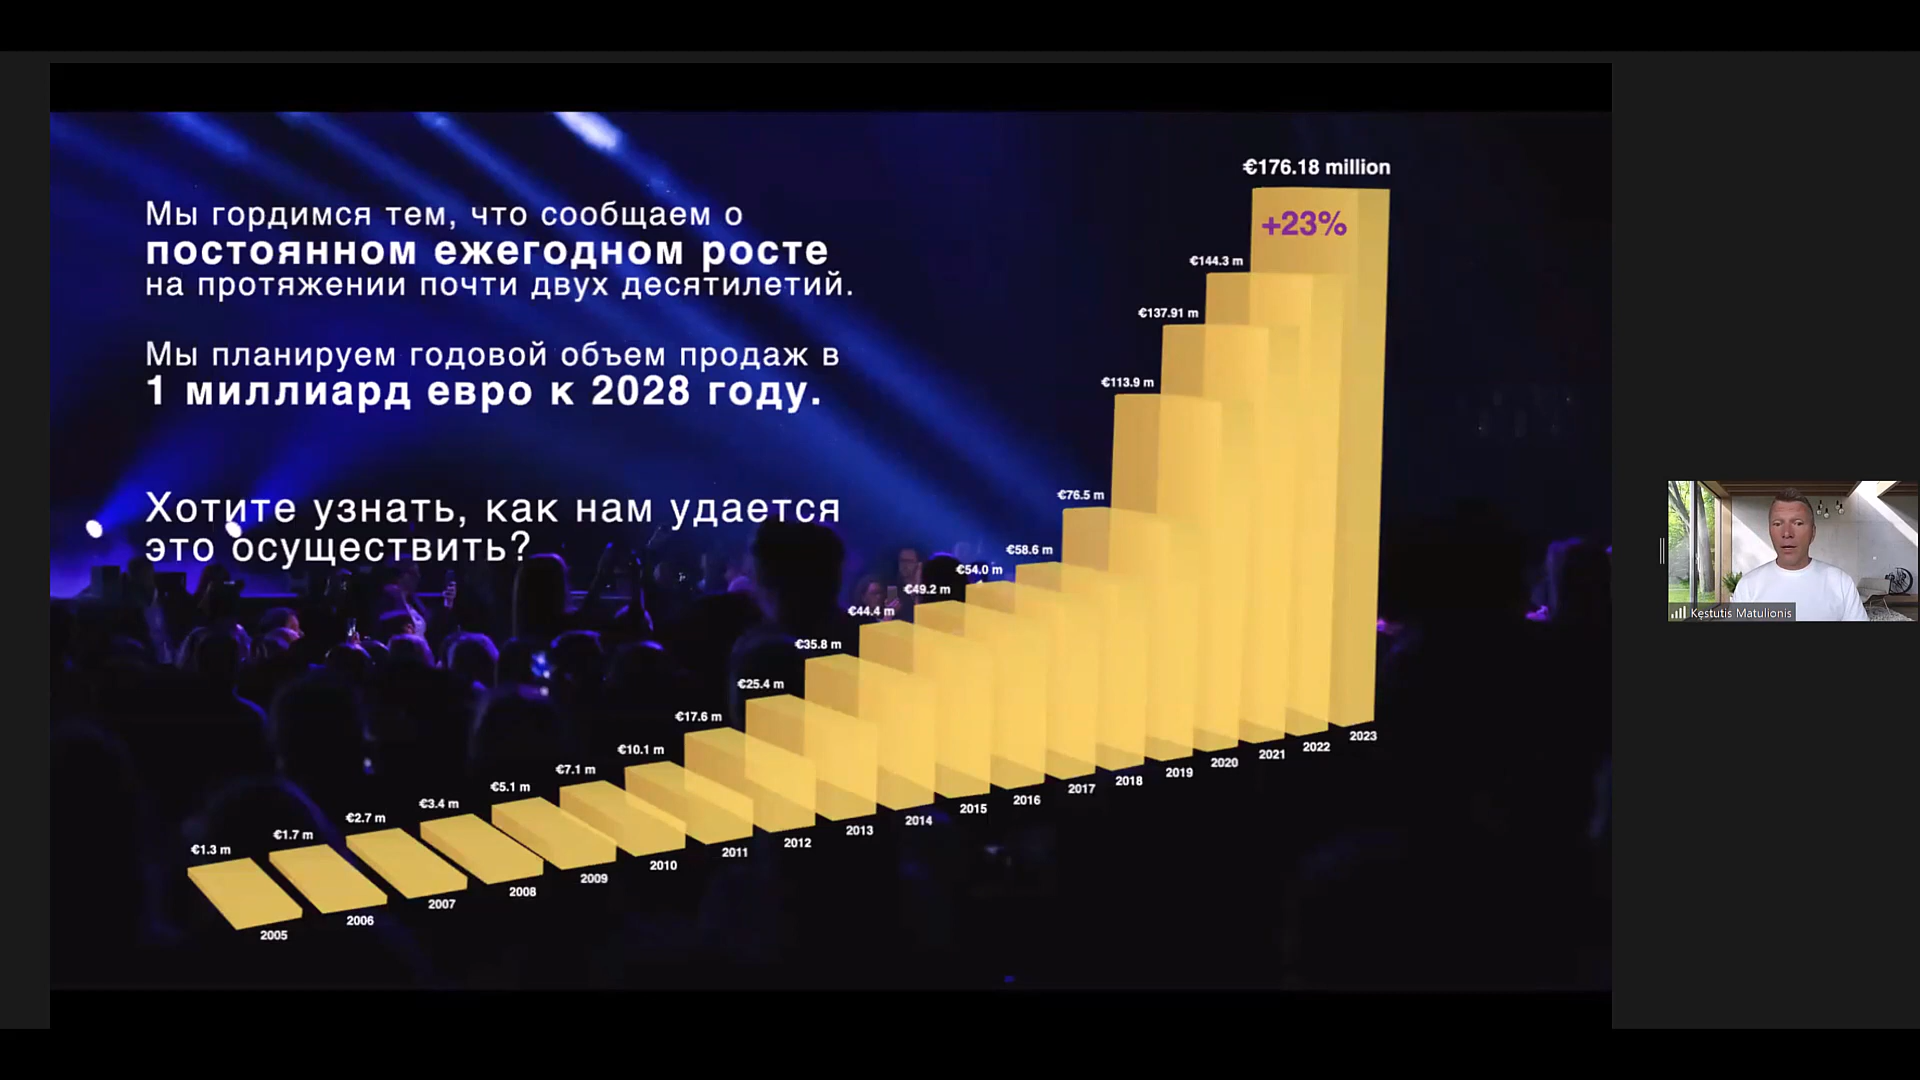 Мы гордимся тем, что сообщаем о
постоянном ежегодном росте
на протяжении почти двух десятилетий.
Мы планируем годовой объем продаж в
1 миллиард евро к 2028 году.
Хотите узнать, как нам удается
это осуществить?
€176.18 million
+23%
€144.3 m
€137.91 m
€113.9 m
€76.5 m
€58.6 m
€54.0 m
€49.2 m
€44.4 m
€35.8 m
€25.4 m
€17.6 m
€10.1 m
€7.1 m
€5.1 m
€3.4 m
€2.7 m
€1.7 m
€1.3 m
2005
2006
2007
2008
2009
2010
2011
2012
2013
2014
2015
2016
2017
2018
2019
2020
2021
2022
2023
Kęstutis Matulionis